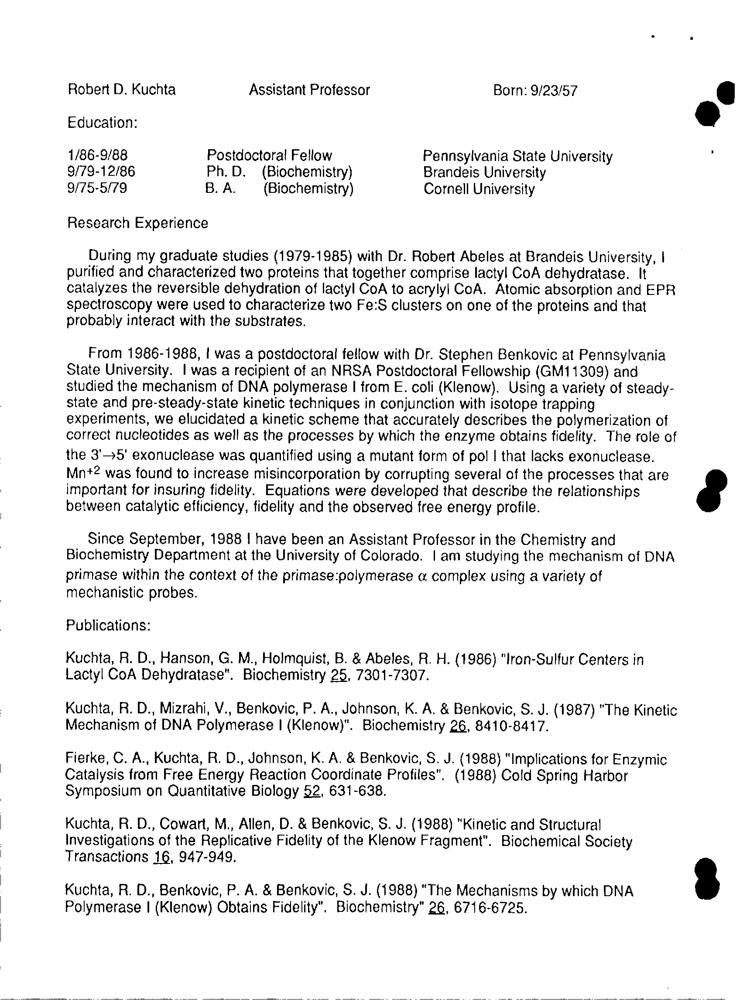 Robert D. Kuchta Assistant Professor Born: 9/23/57
Education:
1/86-9/88 Postdoctoral Fellow Pennsylvania State University
9/79-12/86 Ph. D. (Biochemistry) Brandeis University
9/75-5/79 B. A. (Biochemistry) Cornell University
Research Experience
During my graduate studies (1979-1985) with Dr. Robert Abeles at Brandeis University, I
purified and characterized two proteins that together comprise lactyl CoA dehydratase. It
catalyzes the reversible dehydration of lactyl CoA to acrylyl CoA. Atomic absorption and EPR
spectroscopy were used to characterize two Fe:S clusters on one of the proteins and that
probably interact with the substrates.
From 1986-1988, I was a postdoctoral fellow with Dr. Stephen Benkovic at Pennsylvania
State University. I was a recipient of an NRSA Postdoctoral Fellowship (GM11309) and
studied the mechanism of DNA polymerase I from E. coli (Klenow). Using a variety of steady-
state and pre-steady-state kinetic techniques in conjunction with isotope trapping
experiments, we elucidated a kinetic scheme that accurately describes the polymerization of
correct nucleotides as well as the processes by which the enzyme obtains fidelity. The role of
the 3'→5' exonuclease was quantified using a mutant form of pol I that lacks exonuclease.
Mn+2 was found to increase misincorporation by corrupting several of the processes that are
important for insuring fidelity. Equations were developed that describe the relationships
between catalytic efficiency, fidelity and the observed free energy profile.
Since September, 1988 I have been an Assistant Professor in the Chemistry and
Biochemistry Department at the University of Colorado. I am studying the mechanism of DNA
primase within the context of the primase:polymerase α complex using a variety of
mechanistic probes.
Publications:
Kuchta, R. D., Hanson, G. M., Holmquist, B. & Abeles, R. H. (1986) "Iron-Sulfur Centers in
Lactyl CoA Dehydratase". Biochemistry 25, 7301-7307.
Kuchta, R. D., Mizrahi, V., Benkovic, P. A., Johnson, K. A. & Benkovic, S. J. (1987) "The Kinetic
Mechanism of DNA Polymerase I (Klenow)". Biochemistry 26, 8410-8417.
Fierke, C. A., Kuchta, R. D., Johnson, K. A. & Benkovic, S. J. (1988) "Implications for Enzymic
Catalysis from Free Energy Reaction Coordinate Profiles". (1988) Cold Spring Harbor
Symposium on Quantitative Biology 52, 631-638.
Kuchta, R. D., Cowart, M., Allen, D. & Benkovic, S. J. (1988) "Kinetic and Structural
Investigations of the Replicative Fidelity of the Klenow Fragment". Biochemical Society
Transactions 16, 947-949.
Kuchta, R. D., Benkovic, P. A. & Benkovic, S. J. (1988) "The Mechanisms by which DNA
Polymerase I (Klenow) Obtains Fidelity". Biochemistry" 26, 6716-6725.